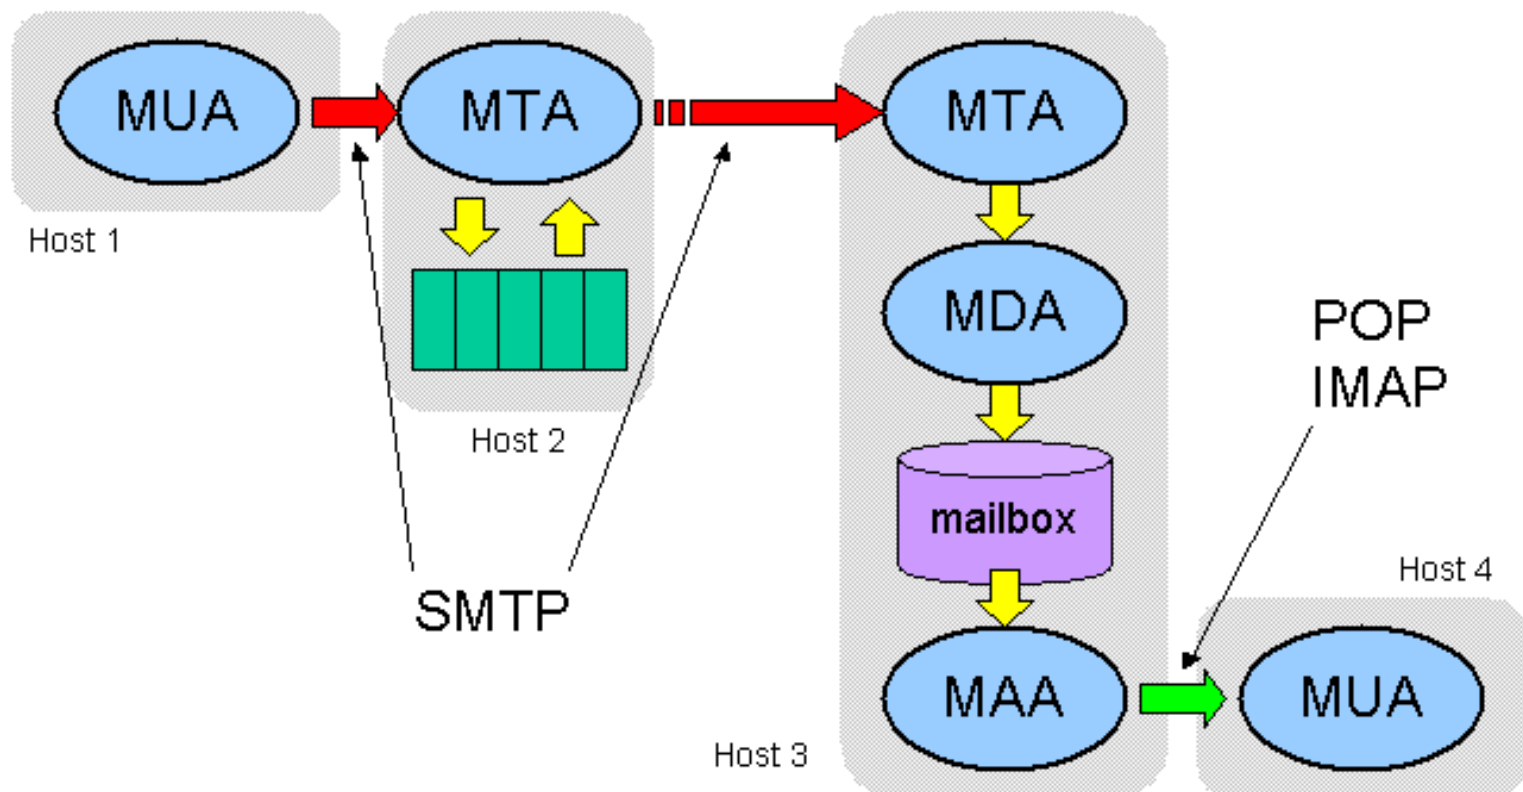 MUA
MTA
MTA
Host 1
MDA
POP
IMAP
Host 2
mailbox
Host 4
SMTP
MAA
MUA
Host 3